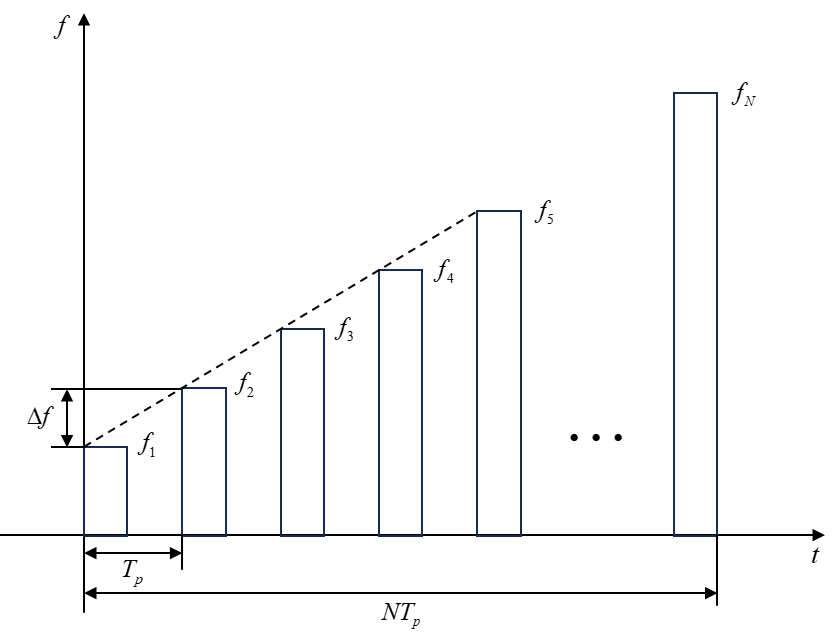 f
f_N
f_5
f_4
f_3
f_2
Δf
f_1
• • •
t
T_p
NT_p